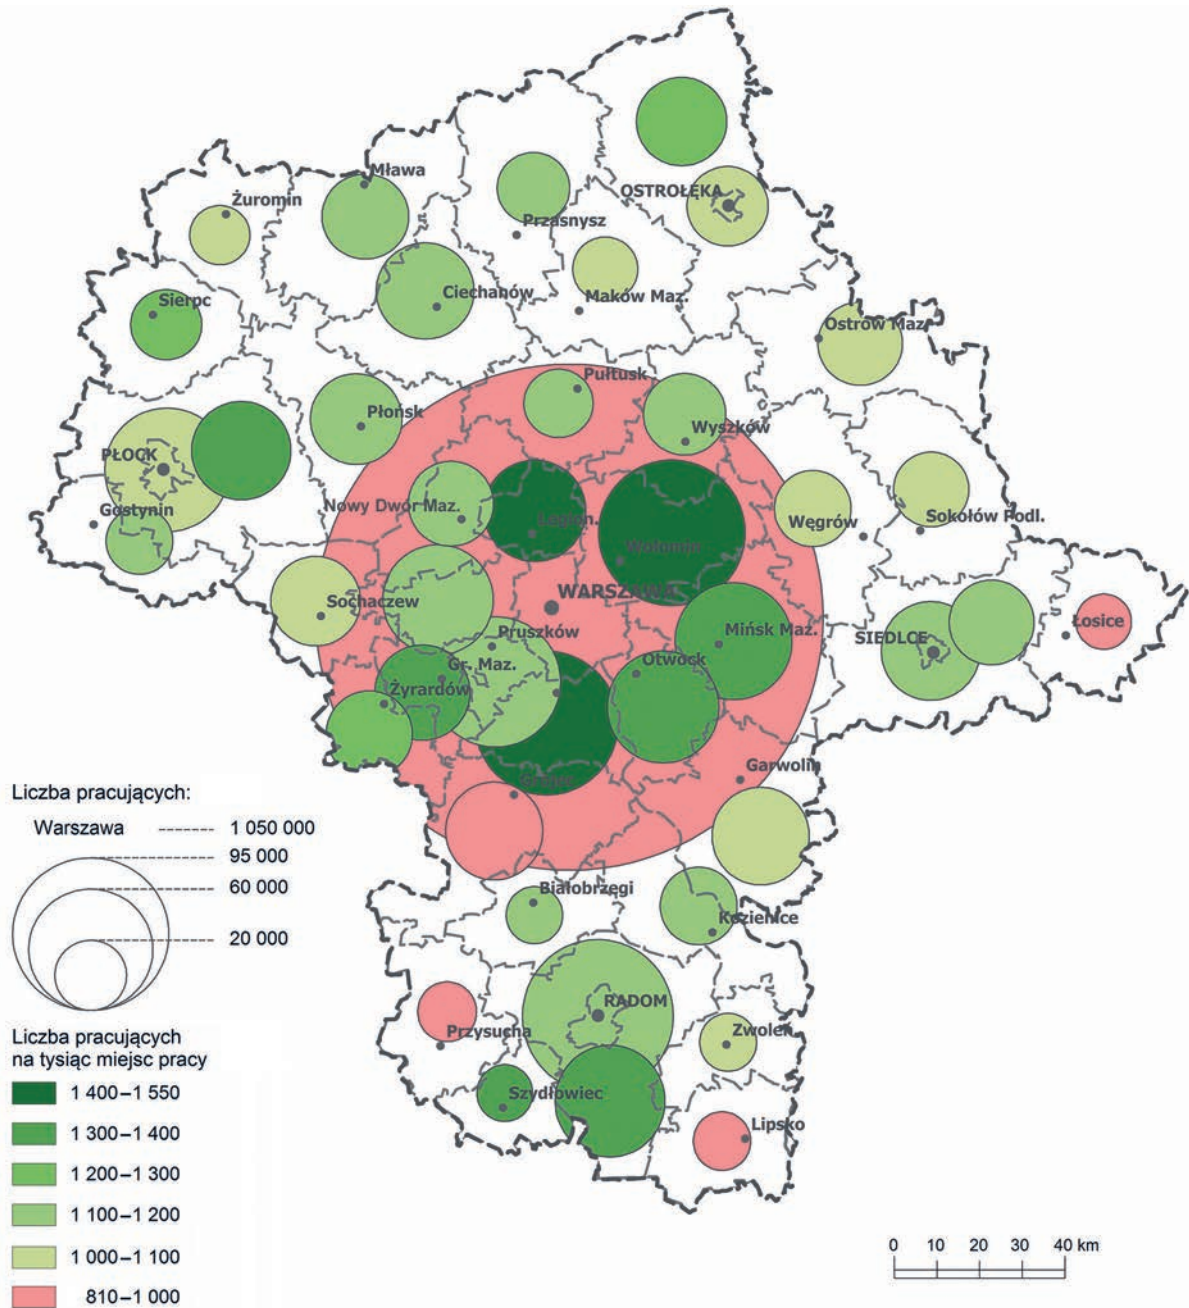 Mława
Żuromin
OSTROŁĘKA
Przasnysz
Sierpc
Ciechanów
Maków Maz.
Ostrów Maz.
Pułtusk
Płońsk
Wyszków
PŁOCK
Nowy Dwór Maz.
Legion.
Gostynin
Węgrów
Sokołów Podl.
Wołomin
WARSZAWA
Sochaczew
Pruszków
Mińsk Maz.
SIEDLCE
Łosice
Gr. Maz.
Otwock
Żyrardów
Garwolin
Grójec
Białobrzegi
Kozienice
RADOM
Przysucha
Zwoleń
Szydłowiec
Lipsko
Liczba pracujących:
Warszawa 1 050 000
95 000
60 000
20 000
Liczba pracujących
na tysiąc miejsc pracy
1 400–1 550
1 300–1 400
1 200–1 300
1 100–1 200
1 000–1 100
810–1 000
0 10 20 30 40 km